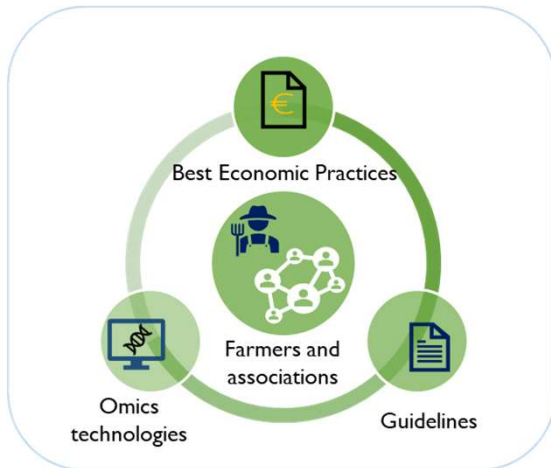 €
Best Economic Practices
Farmers and
associations
Omics
technologies
Guidelines